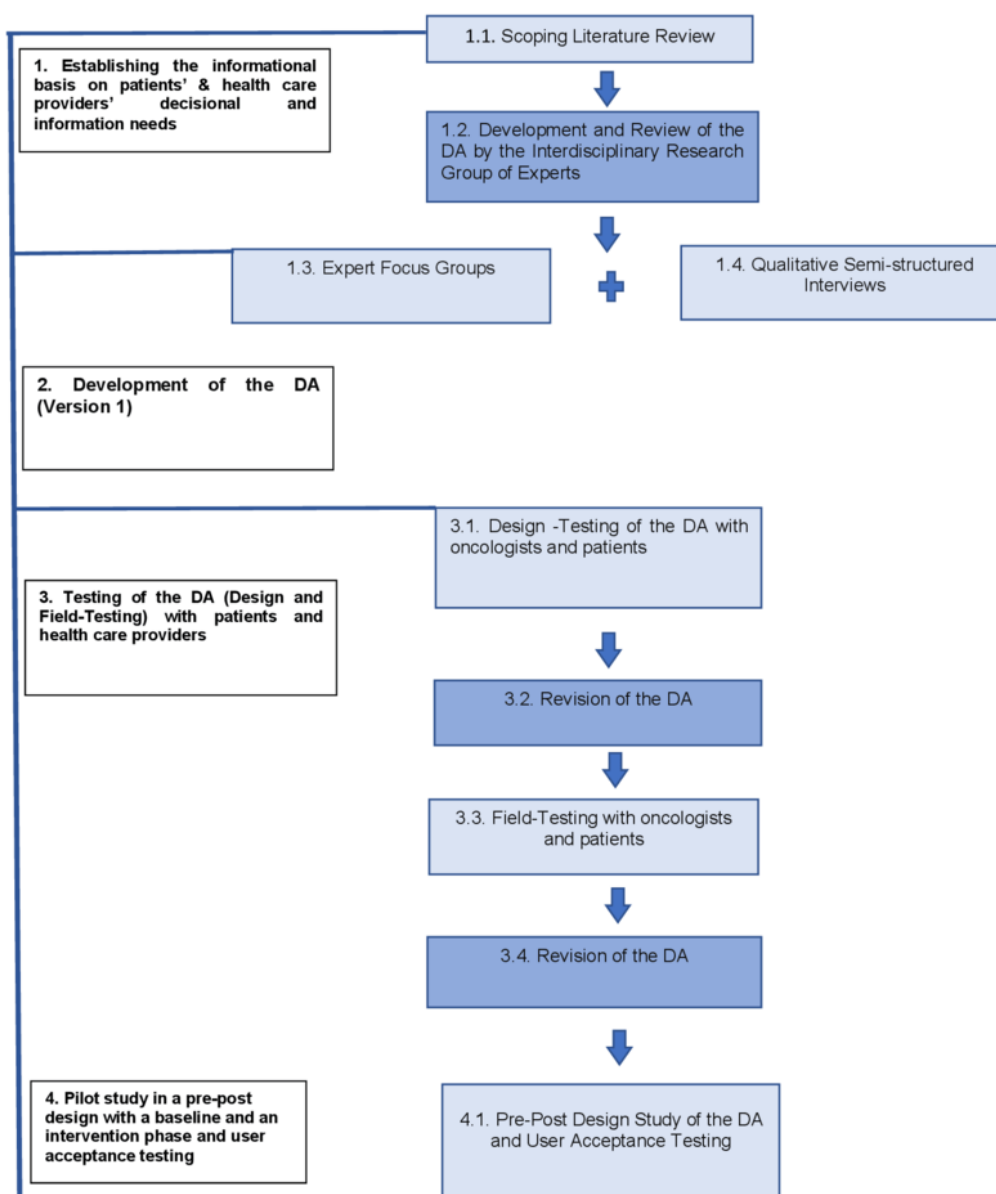 1.1. Scoping Literature Review
1. Establishing the informational
basis on patients’ & health care
providers’ decisional and
information needs
1.2. Development and Review of the
DA by the Interdisciplinary Research
Group of Experts
1.3. Expert Focus Groups
1.4. Qualitative Semi-structured
Interviews
2. Development of the DA
(Version 1)
3.1. Design -Testing of the DA with
oncologists and patients
3. Testing of the DA (Design and
Field-Testing) with patients and
health care providers
3.2. Revision of the DA
3.3. Field-Testing with oncologists
and patients
3.4. Revision of the DA
4. Pilot study in a pre-post
design with a baseline and an
intervention phase and user
acceptance testing
4.1. Pre-Post Design Study of the DA
and User Acceptance Testing